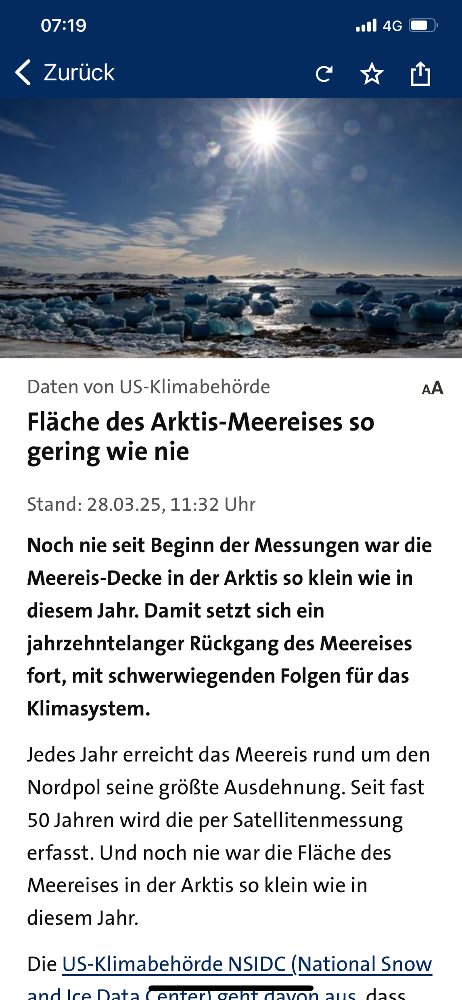 07:19
4G
Zurück
Daten von US-Klimabehörde
AA
Fläche des Arktis-Meereises so
gering wie nie
Stand: 28.03.25, 11:32 Uhr
Noch nie seit Beginn der Messungen war die
Meereis-Decke in der Arktis so klein wie in
diesem Jahr. Damit setzt sich ein
jahrzehntelanger Rückgang des Meereises
fort, mit schwerwiegenden Folgen für das
Klimasystem.
Jedes Jahr erreicht das Meereis rund um den
Nordpol seine größte Ausdehnung. Seit fast
50 Jahren wird die per Satellitenmessung
erfasst. Und noch nie war die Fläche des
Meereises in der Arktis so klein wie in
diesem Jahr.
Die US-Klimabehörde NSIDC (National Snow
and Ice Data Center) geht davon aus, dass